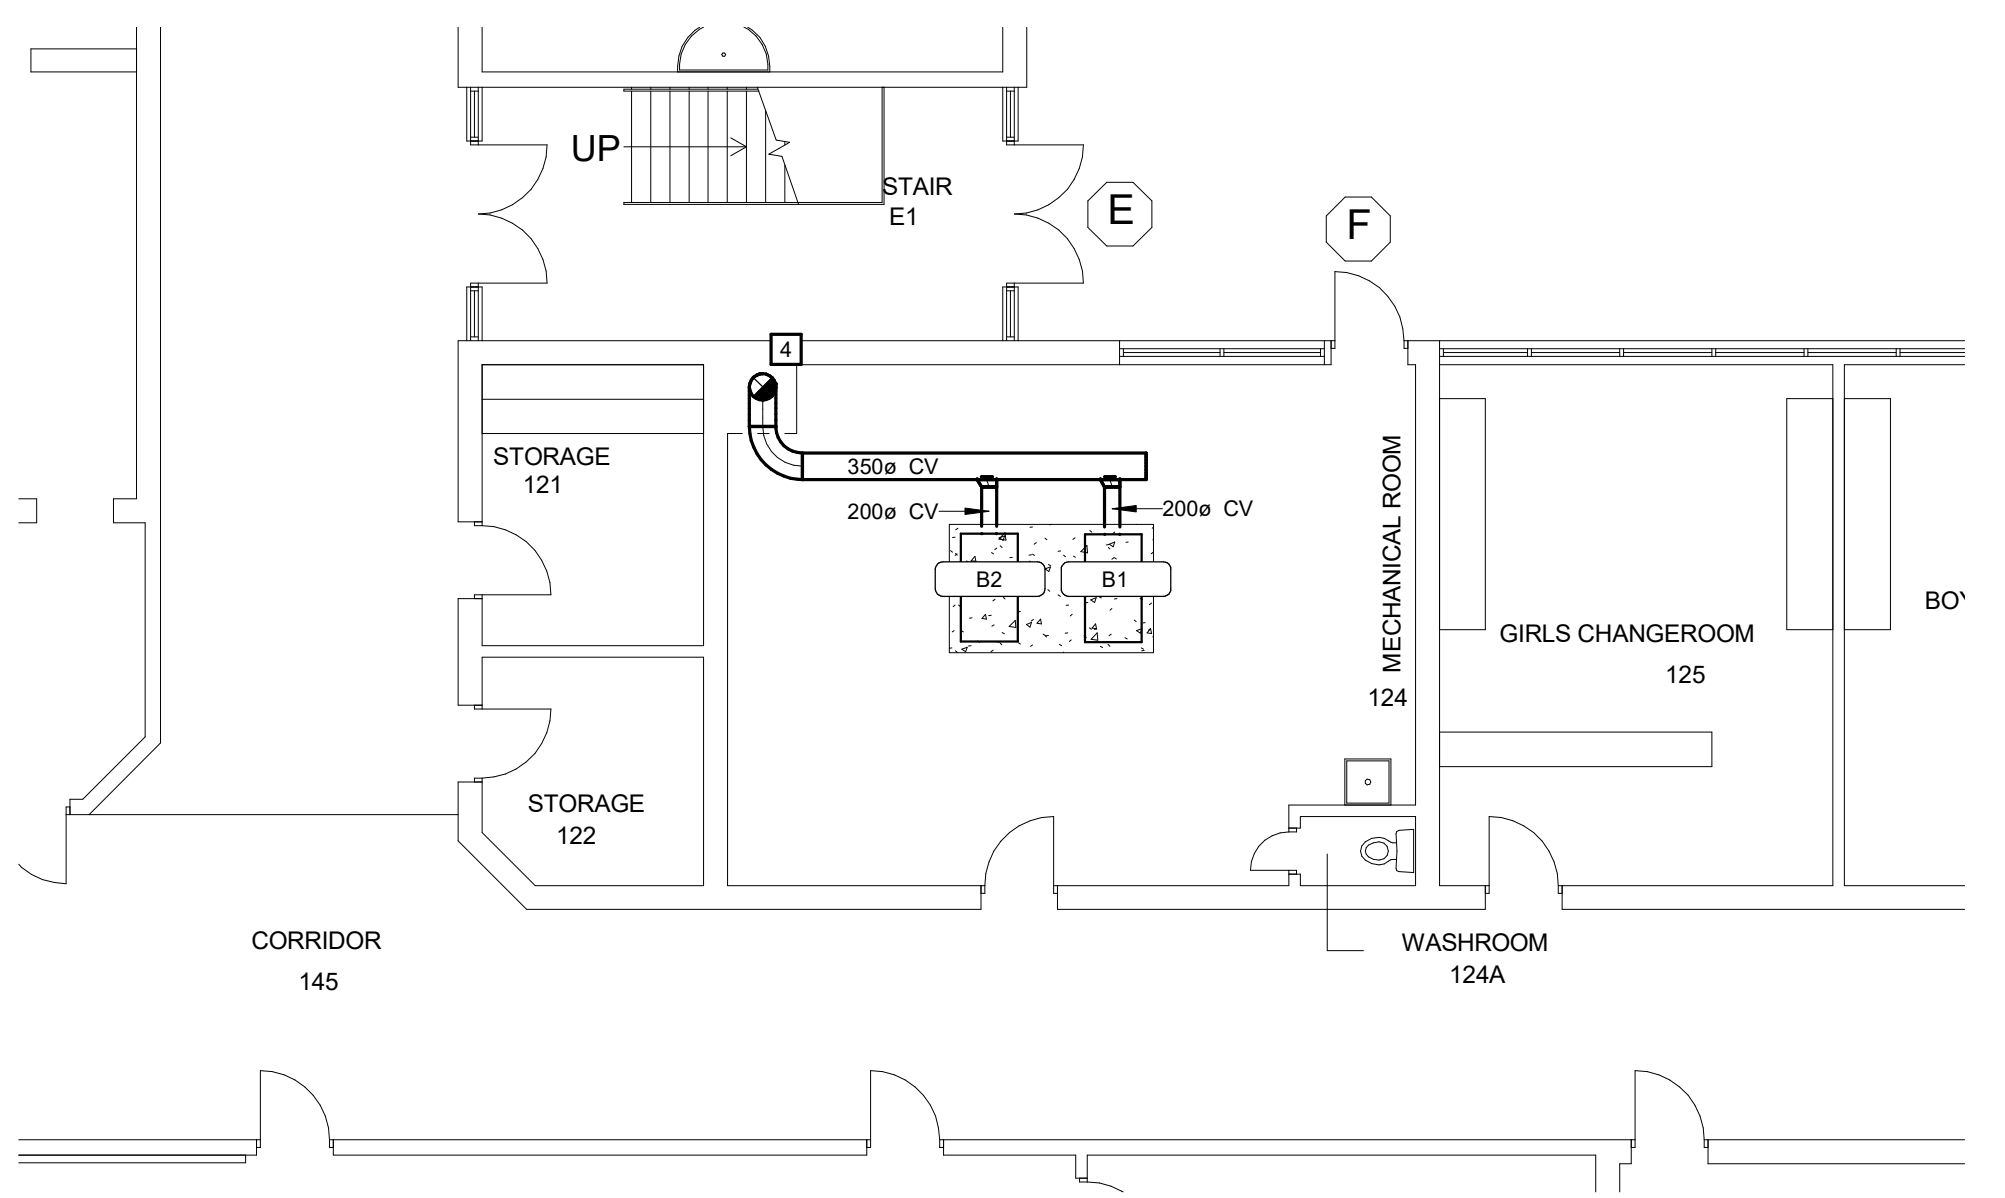 UP
STAIR
E1
E
F
4
STORAGE
121
350ø CV
200ø CV
200ø CV
B2
B1
MECHANICAL ROOM
124
GIRLS CHANGEROOM
125
BOY
STORAGE
122
CORRIDOR
145
WASHROOM
124A